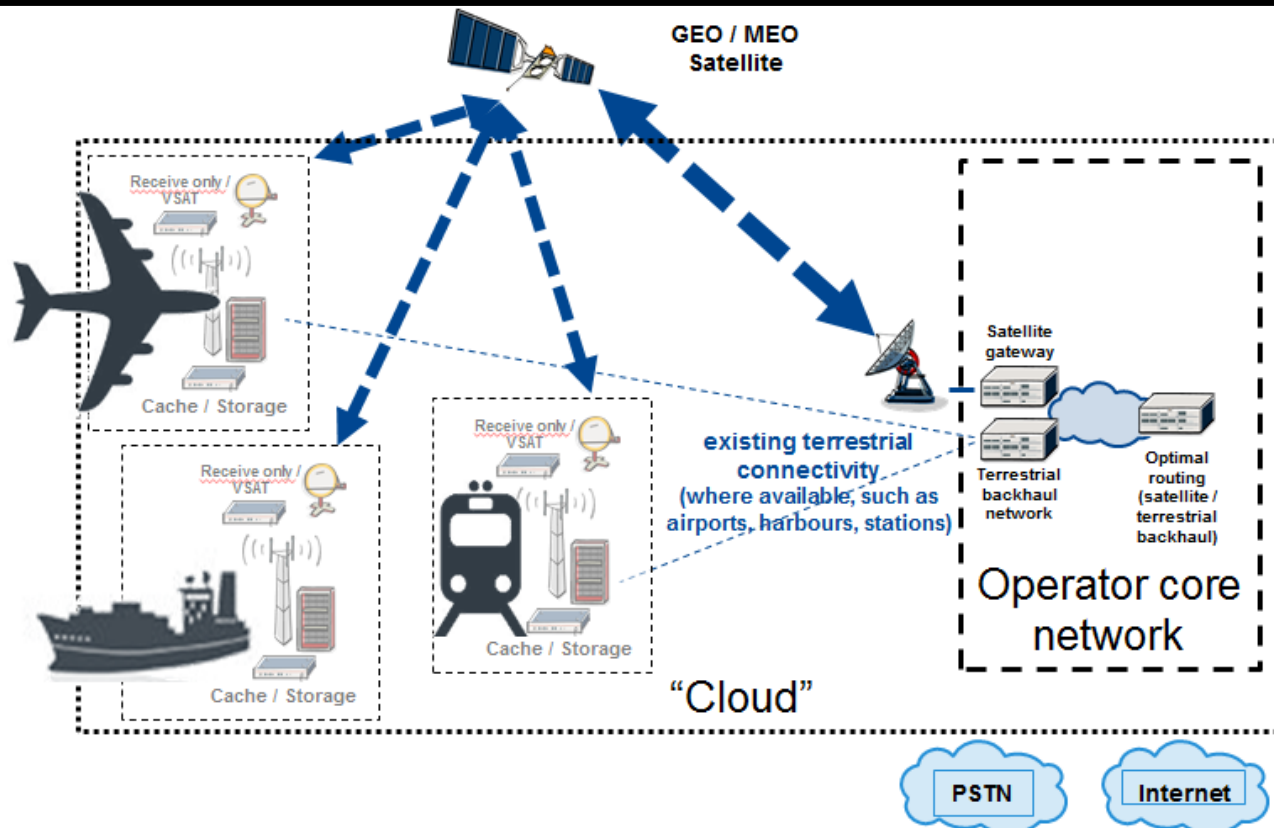 GEO / MEO
Satellite
Receive only /
VSAT
Cache / Storage
Receive only /
VSAT
Cache / Storage
Receive only /
VSAT
Cache / Storage
existing terrestrial
connectivity
(where available, such as
airports, harbours, stations)
Satellite
gateway
Terrestrial
backhaul
network
Optimal
routing
(satellite /
terrestrial
backhaul)
Operator core
network
“Cloud”
PSTN
Internet